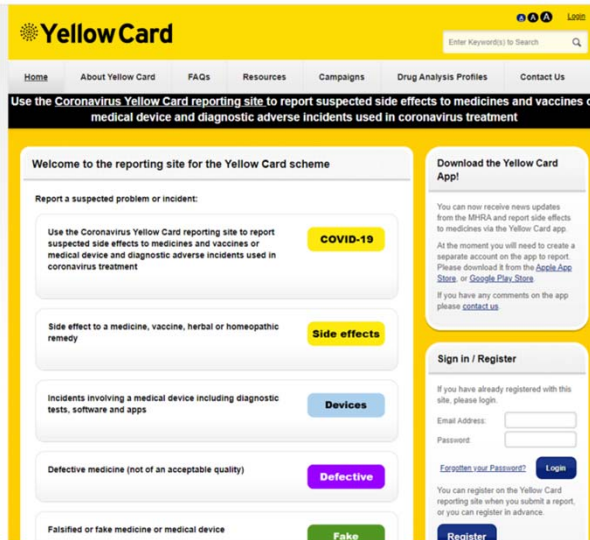 A A A Login
Yellow Card
Enter Keyword(s) to Search
Home About Yellow Card FAQs Resources Campaigns Drug Analysis Profiles Contact Us
Use the Coronavirus Yellow Card reporting site to report suspected side effects to medicines and vaccines
medical device and diagnostic adverse incidents used in coronavirus treatment
Welcome to the reporting site for the Yellow Card scheme
Report a suspected problem or incident:
Use the Coronavirus Yellow Card reporting site to report
suspected side effects to medicines and vaccines or
medical device and diagnostic adverse incidents used in
coronavirus treatment
COVID-19
Side effect to a medicine, vaccine, herbal or homeopathic
remedy
Side effects
Incidents involving a medical device including diagnostic
tests, software and apps
Devices
Defective medicine (not of an acceptable quality)
Defective
Falsified or fake medicine or medical device
Fake
Download the Yellow Card
App!
You can now receive news updates
from the MHRA and report side effects
to medicines via the Yellow Card app.
At the moment you will need to create a
separate account on the app to report.
Please download it from the Apple App
Store, or Google Play Store.
If you have any comments on the app
please contact us.
Sign in / Register
If you have already registered with this
site, please login.
Email Address:
Password:
Forgotten your Password? Login
You can register on the Yellow Card
reporting site when you submit a report,
or you can register in advance.
Register